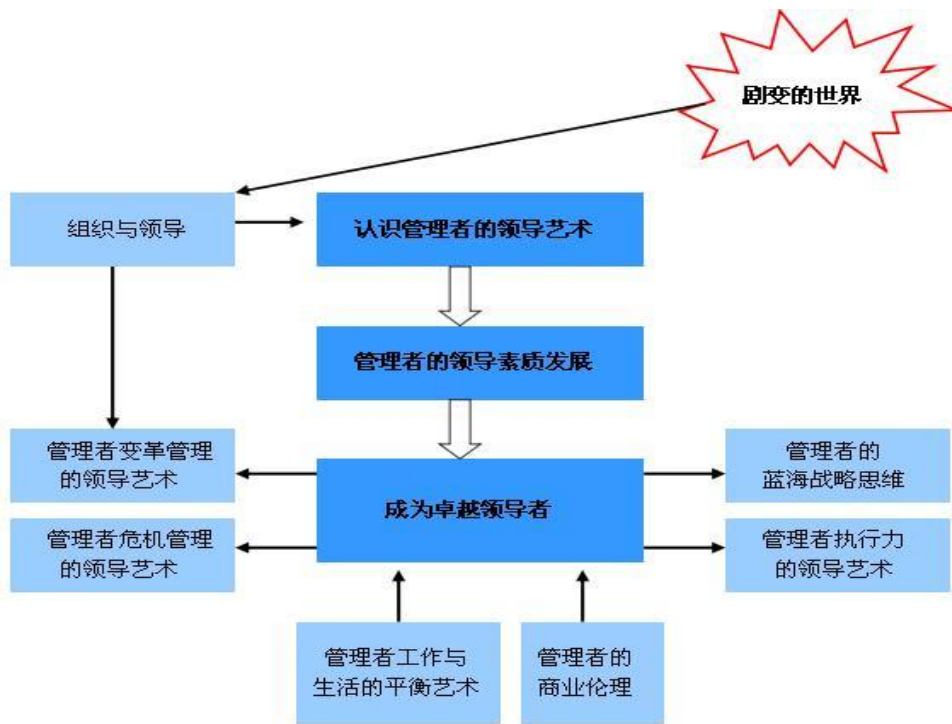 剧变的世界
组织与领导
认识管理者的领导艺术
管理者的领导素质发展
管理者变革管理
的领导艺术
管理者的
蓝海战略思维
成为卓越领导者
管理者危机管理
的领导艺术
管理者执行力
的领导艺术
管理者工作与
生活的平衡艺术
管理者的
商业伦理